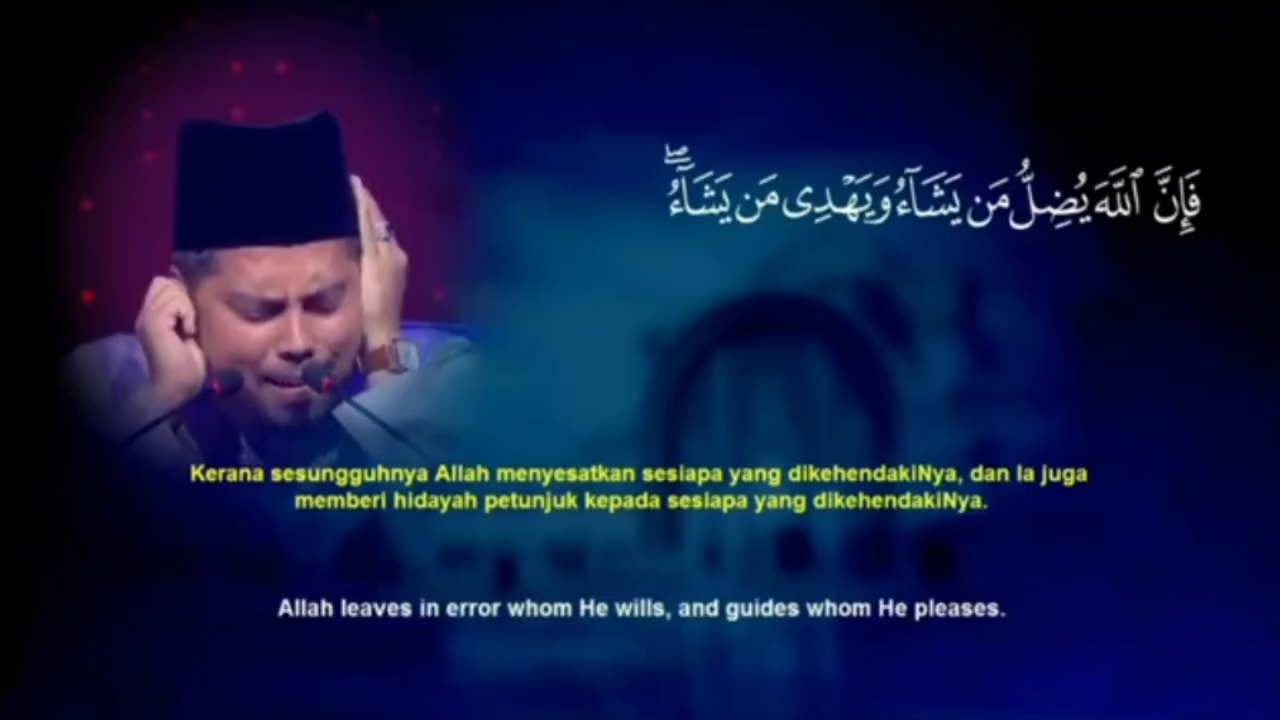 فَإِنَّ ٱللَّهَ يُضِلُّ مَن يَشَآءُ وَيَهْدِى مَن يَشَآءُ ۖ
Kerana sesungguhnya Allah menyesatkan sesiapa yang dikehendakiNya, dan Ia juga
memberi hidayah petunjuk kepada sesiapa yang dikehendakiNya.
Allah leaves in error whom He wills, and guides whom He pleases.